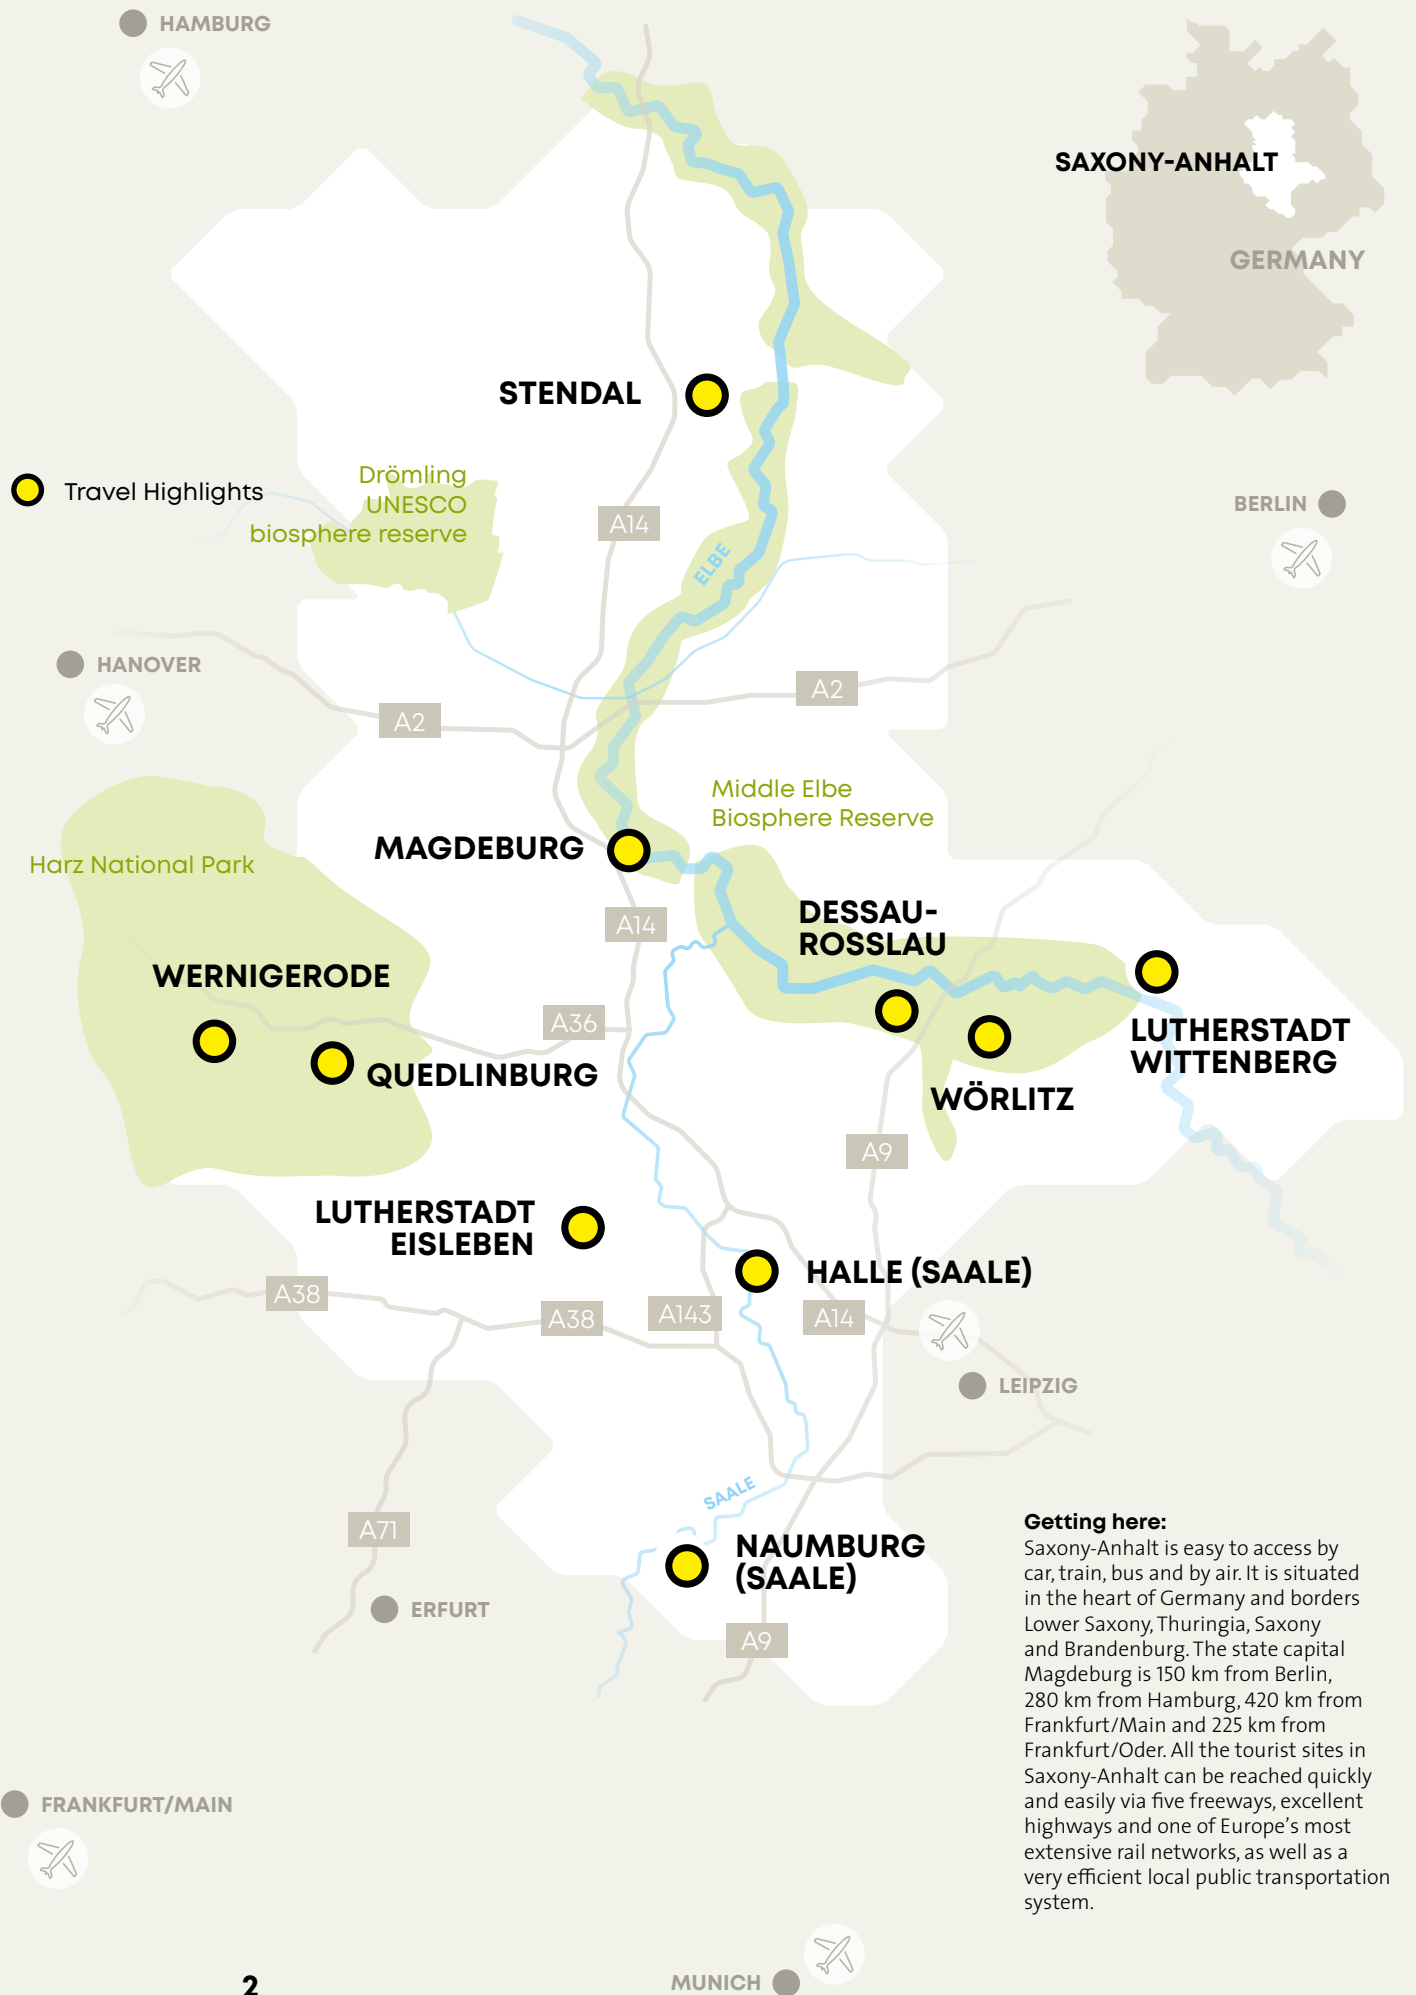 HAMBURG
SAXONY-ANHALT
GERMANY
STENDAL
Travel Highlights
Drömling
UNESCO
biosphere reserve
A14
BERLIN
ELBE
HANOVER
A2
A2
Middle Elbe
Biosphere Reserve
MAGDEBURG
Harz National Park
DESSAU-
ROSSLAU
A14
WERNIGERODE
A36
LUTHERSTADT
WITTENBERG
QUEDLINBURG
WÖRLITZ
A9
LUTHERSTADT
EISLEBEN
HALLE (SAALE)
A38
A38
A143
A14
LEIPZIG
SAALE
A71
NAUMBURG
(SAALE)
ERFURT
A9
Getting here:
Saxony-Anhalt is easy to access by
car, train, bus and by air. It is situated
in the heart of Germany and borders
Lower Saxony, Thuringia, Saxony
and Brandenburg. The state capital
Magdeburg is 150 km from Berlin,
280 km from Hamburg, 420 km from
Frankfurt/Main and 225 km from
Frankfurt/Oder. All the tourist sites in
Saxony-Anhalt can be reached quickly
and easily via five freeways, excellent
highways and one of Europe's most
extensive rail networks, as well as a
very efficient local public transportation
system.
FRANKFURT/MAIN
MUNICH
2